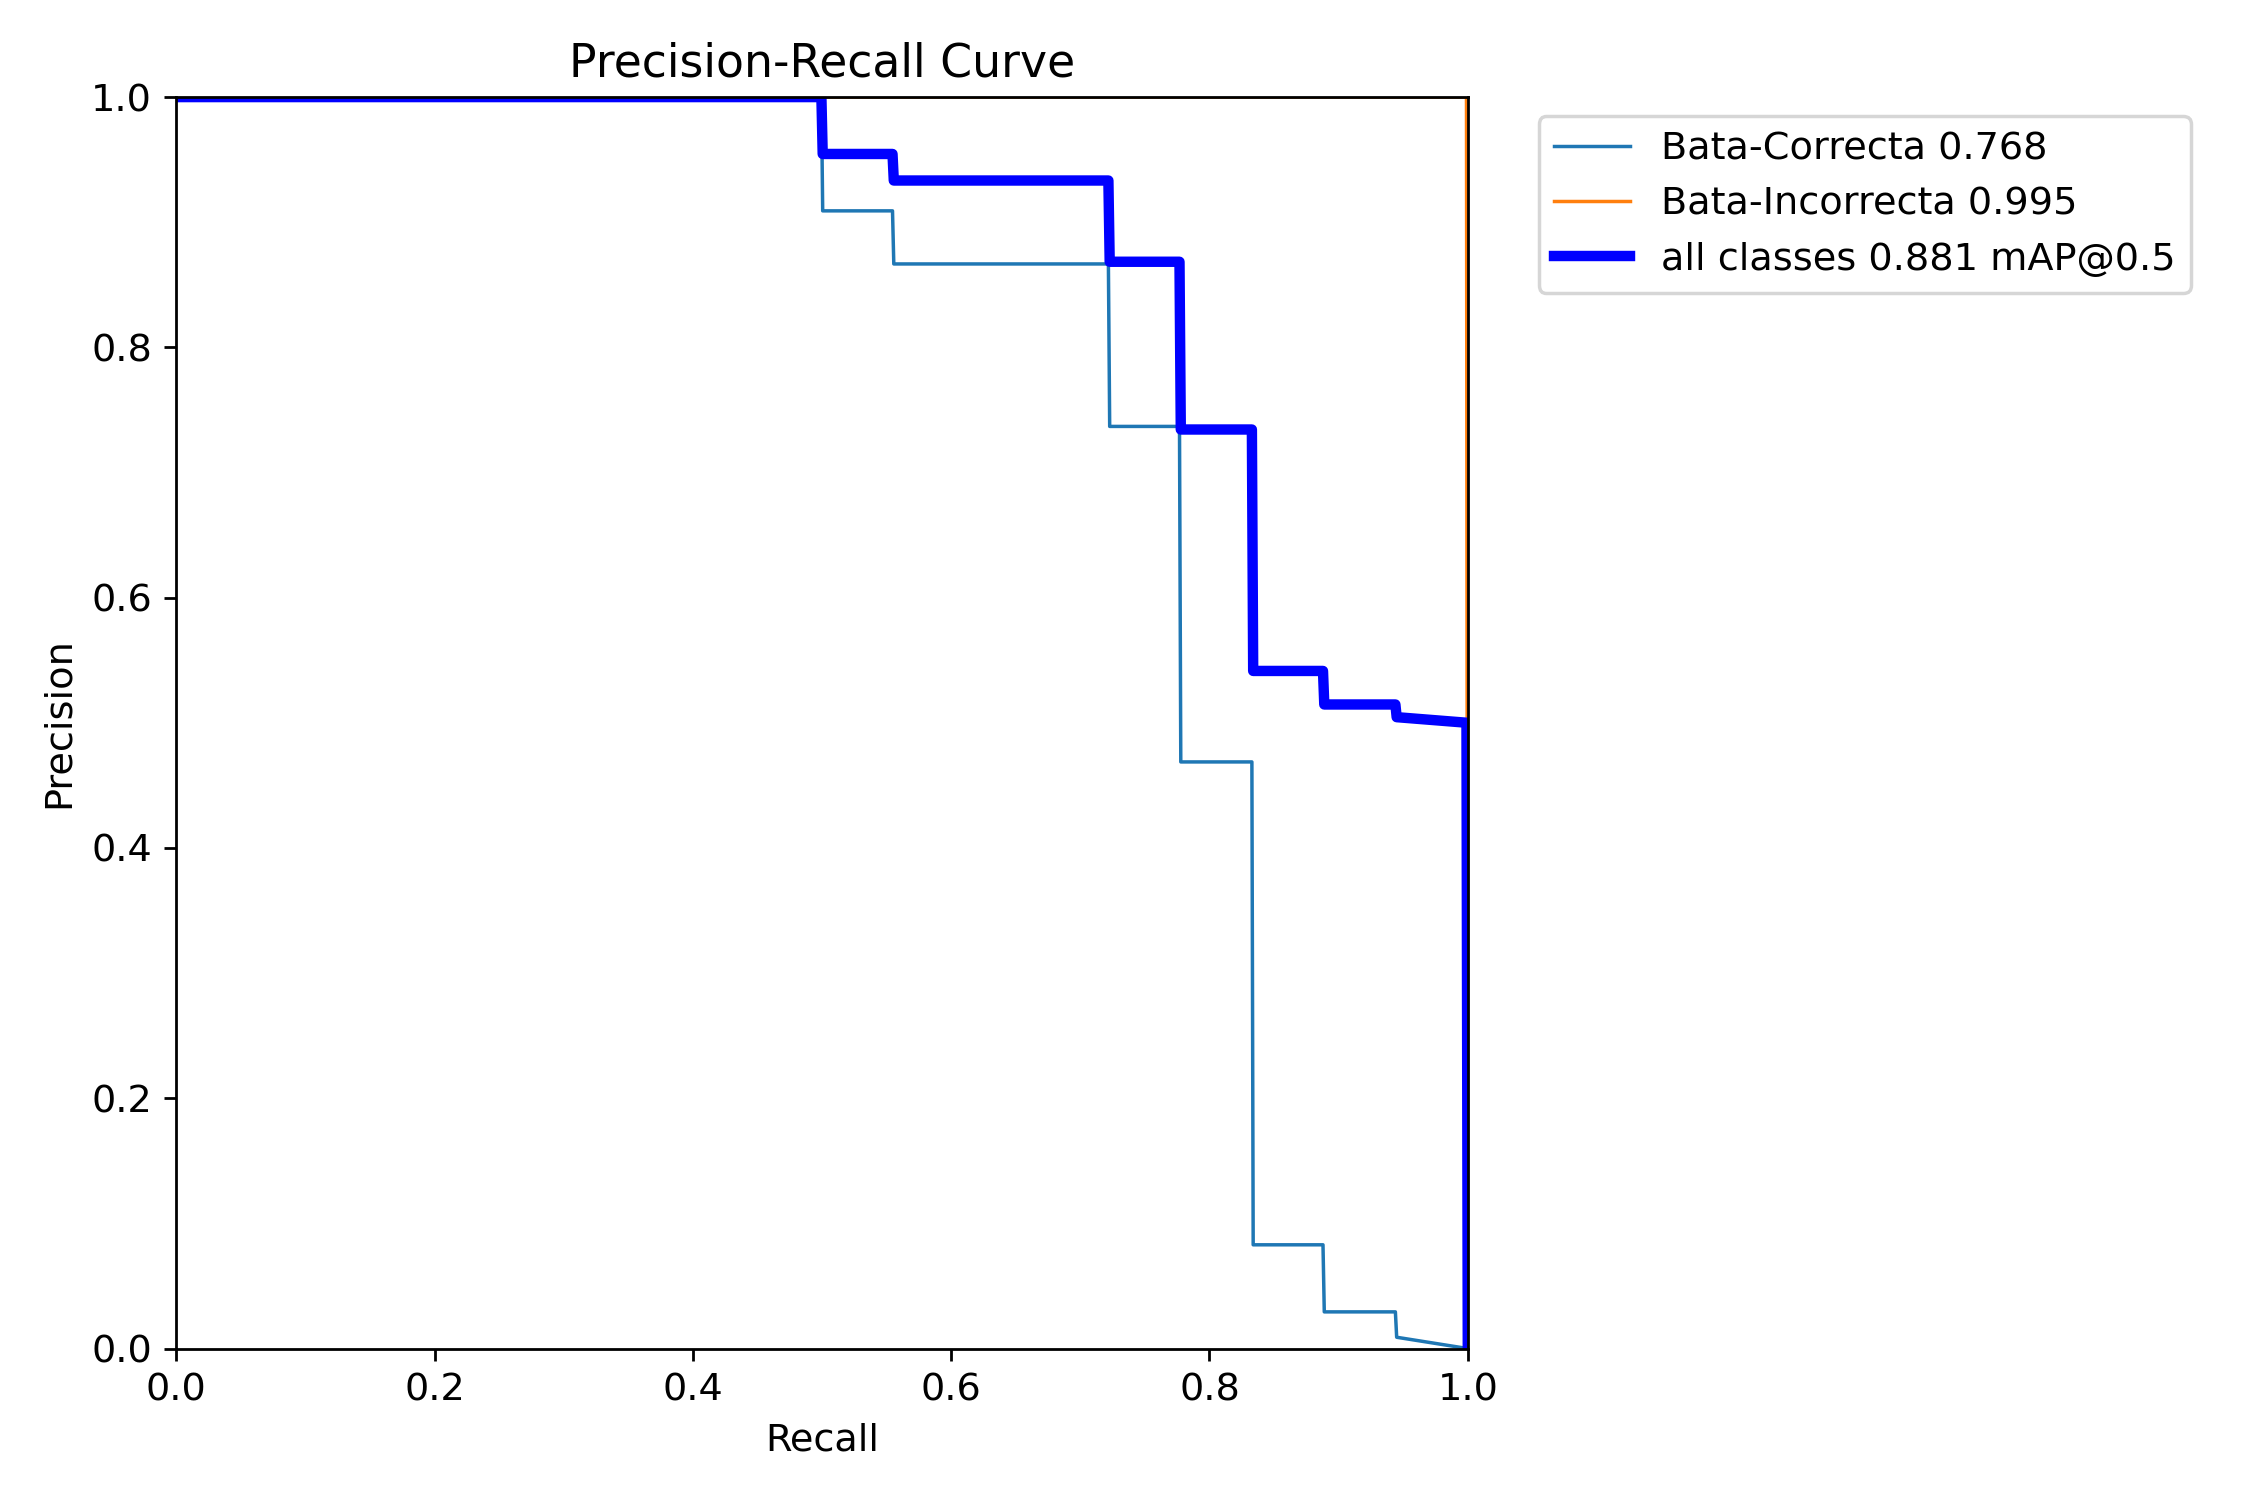 Precision-Recall Curve
1.0
0.8
0.6
0.4
0.2
0.0
Precision
0.0 0.2 0.4 0.6 0.8 1.0
Recall
Bata-Correcta 0.768
Bata-Incorrecta 0.995
all classes 0.881 mAP@0.5